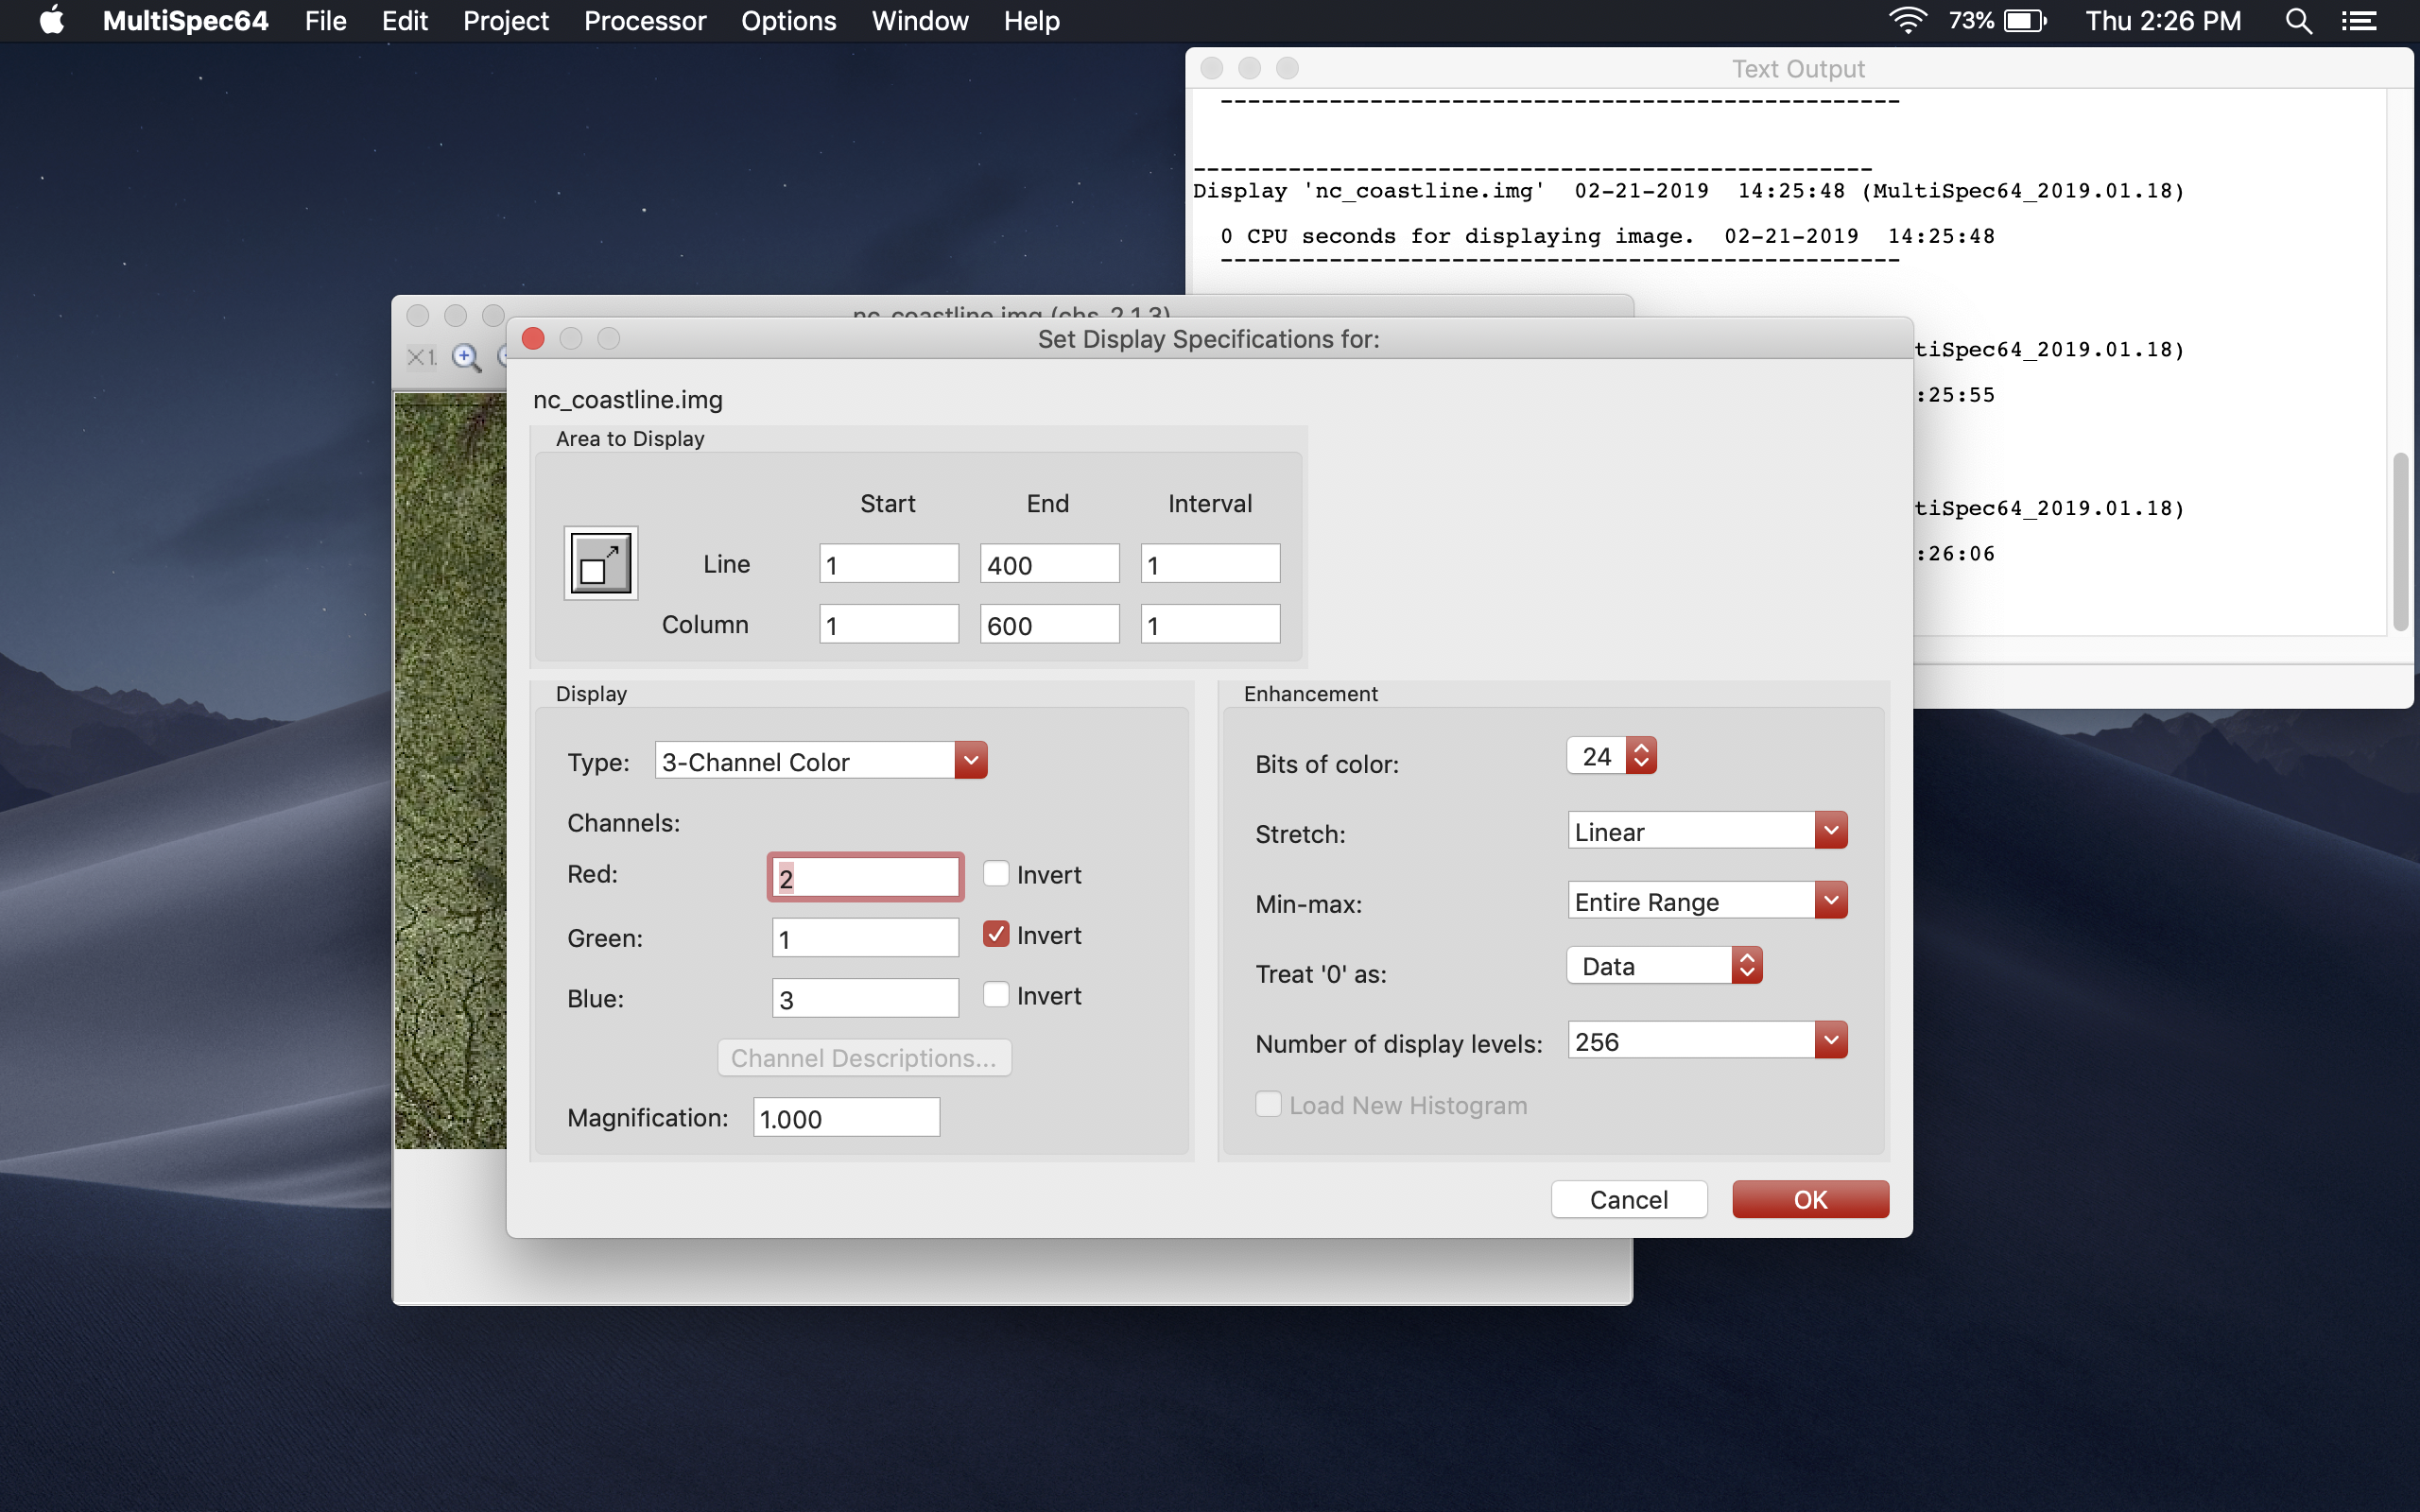 MultiSpec64 File Edit Project Processor Options Window Help 73% Thu 2:26 PM
Text Output
--------------------------------------------------
--------------------------------------------------
Display 'nc_coastline.img' 02-21-2019 14:25:48 (MultiSpec64_2019.01.18)
0 CPU seconds for displaying image. 02-21-2019 14:25:48
--------------------------------------------------
tiSpec64_2019.01.18)
:25:55
tiSpec64_2019.01.18)
:26:06
nc_coastline.img (chs 2,1,3)
×1.
Set Display Specifications for:
nc_coastline.img
Area to Display
Start End Interval
Line 1 400 1
Column 1 600 1
Display
Type: 3-Channel Color
Channels:
Red: 2 Invert
Green: 1 Invert
Blue: 3 Invert
Channel Descriptions...
Magnification: 1.000
Enhancement
Bits of color: 24
Stretch: Linear
Min-max: Entire Range
Treat '0' as: Data
Number of display levels: 256
Load New Histogram
Cancel OK